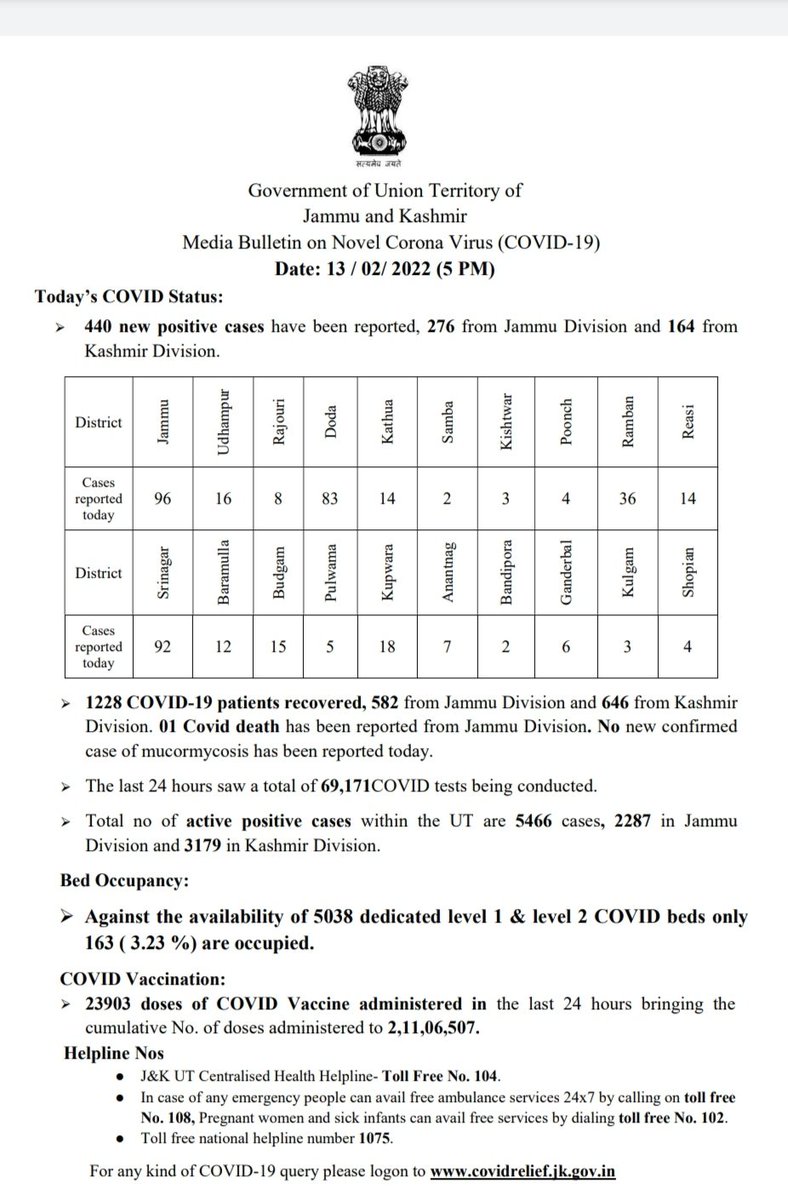 सत्यमेव जयते
Government of Union Territory of
Jammu and Kashmir
Media Bulletin on Novel Corona Virus (COVID-19)
Date: 13 / 02/ 2022 (5 PM)
Today’s COVID Status:
➢ 440 new positive cases have been reported, 276 from Jammu Division and 164 from
Kashmir Division.
District Jammu Udhampur Rajouri Doda Kathua Samba Kishtwar Poonch Ramban Reasi
Cases
reported
today
96 16 8 83 14 2 3 4 36 14
District Srinagar Baramulla Budgam Pulwama Kupwara Anantnag Bandipora Ganderbal Kulgam Shopian
Cases
reported
today
92 12 15 5 18 7 2 6 3 4
➢ 1228 COVID-19 patients recovered, 582 from Jammu Division and 646 from Kashmir
Division. 01 Covid death has been reported from Jammu Division. No new confirmed
case of mucormycosis has been reported today.
➢ The last 24 hours saw a total of 69,171COVID tests being conducted.
➢ Total no of active positive cases within the UT are 5466 cases, 2287 in Jammu
Division and 3179 in Kashmir Division.
Bed Occupancy:
➢ Against the availability of 5038 dedicated level 1 & level 2 COVID beds only
163 ( 3.23 %) are occupied.
COVID Vaccination:
➢ 23903 doses of COVID Vaccine administered in the last 24 hours bringing the
cumulative No. of doses administered to 2,11,06,507.
Helpline Nos
● J&K UT Centralised Health Helpline- Toll Free No. 104.
● In case of any emergency people can avail free ambulance services 24x7 by calling on toll free
No. 108, Pregnant women and sick infants can avail free services by dialing toll free No. 102.
● Toll free national helpline number 1075.
For any kind of COVID-19 query please logon to www.covidrelief.jk.gov.in